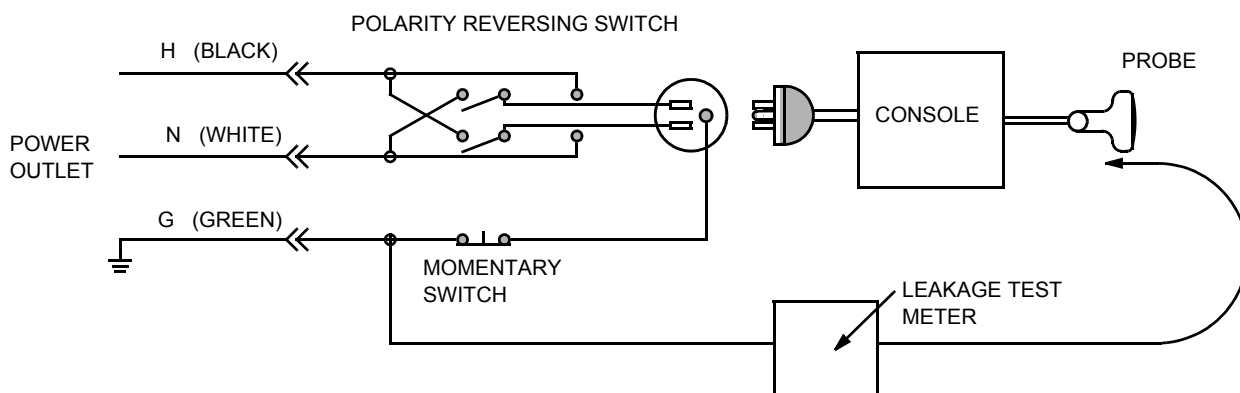 POLARITY REVERSING SWITCH
H (BLACK)
PROBE
CONSOLE
N (WHITE)
POWER
OUTLET
G (GREEN)
MOMENTARY
SWITCH
LEAKAGE TEST
METER